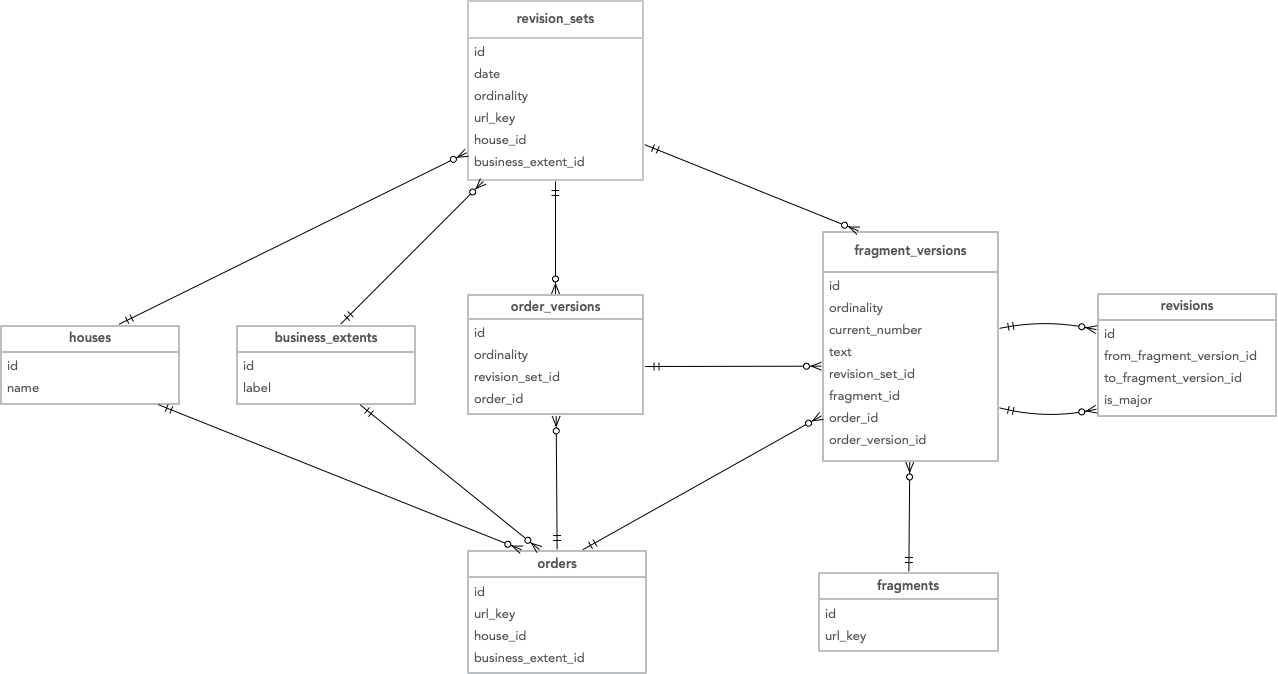 revision_sets
id
date
ordinality
url_key
house_id
business_extent_id
fragment_versions
id
ordinality
current_number
text
revision_set_id
fragment_id
order_id
order_version_id
revisions
id
from_fragment_version_id
to_fragment_version_id
is_major
houses
id
name
business_extents
id
label
order_versions
id
ordinality
revision_set_id
order_id
orders
id
url_key
house_id
business_extent_id
fragments
id
url_key